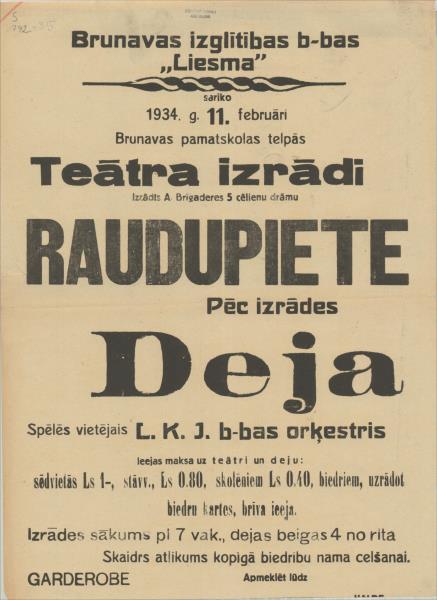 Brunavas izglītības b-bas
„Liesma”
sariko
1934. g. 11. februāri
Brunavas pamatskolas telpās
Teātra izrādi
Izrādīs A. Brigaderes 5 cēlienu drāmu
RAUDUPIETE
Pēc izrādes
Deja
Spēlēs vietējais L. K. J. b-bas orķestris
Ieejas maksa uz teātri un deju:
sēdvietās Ls 1-, stāvv., Ls 0.80, skolēniem Ls 0.40, biedriem, uzrādot
biedru kartes, brīva ieeja.
Izrādes sākums pl 7 vak., dejas beigas 4 no rīta
Skaidrs atlikums kopīgā biedrību nama celšanai.
GARDEROBE Apmeklēt lūdz